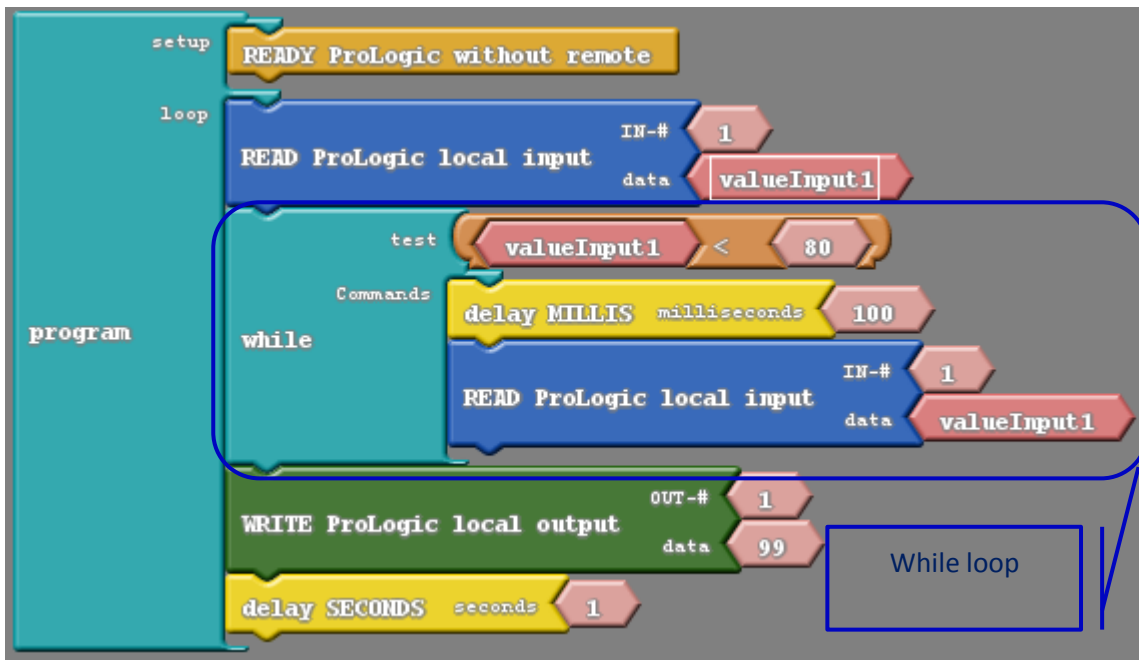 setup
READY ProLogic without remote
loop
READ ProLogic local input
IN-# 1
data valueInput1
test valueInput1 < 80
Commands
delay MILLIS milliseconds 100
program
while
READ ProLogic local input
IN-# 1
data valueInput1
WRITE ProLogic local output
OUT-# 1
data 99
While loop
delay SECONDS seconds 1